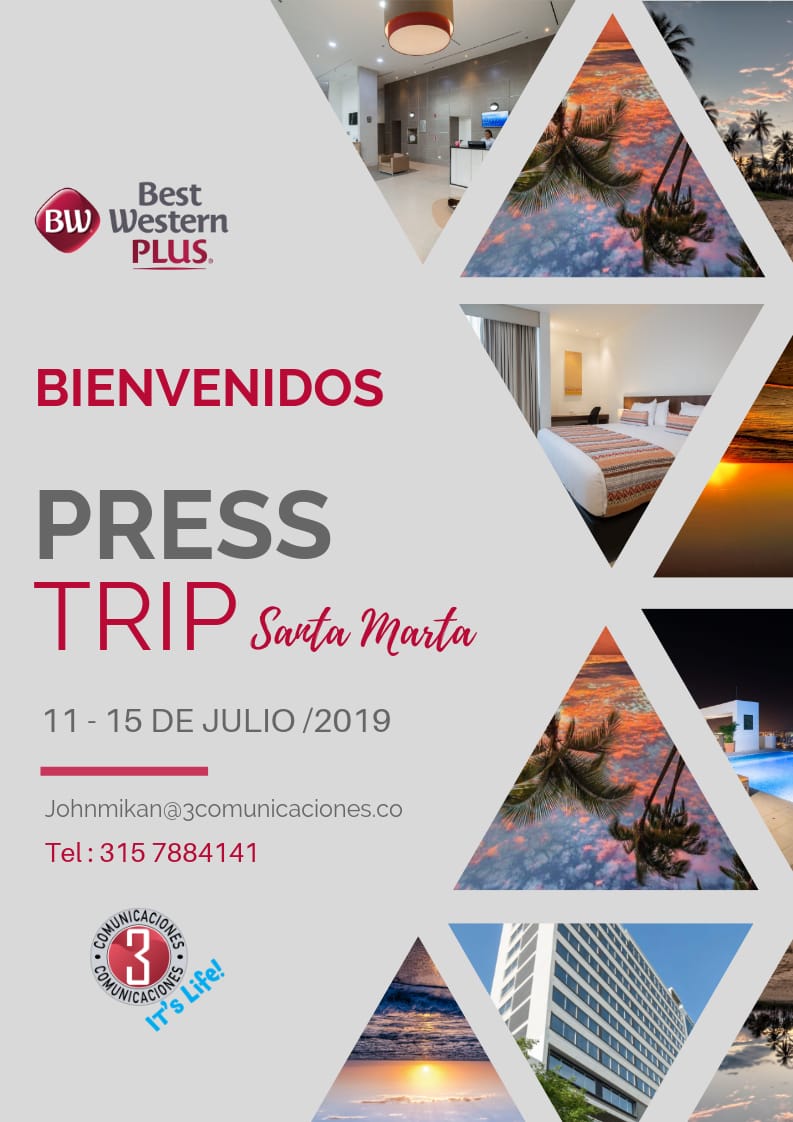 BW
Best
Western
PLUS
BIENVENIDOS
PRESS
TRIP Santa Marta
11 - 15 DE JULIO /2019
Johnmikan@3comunicaciones.co
Tel : 315 7884141
COMUNICACIONES
3
COMUNICACIONES
IT's Life!